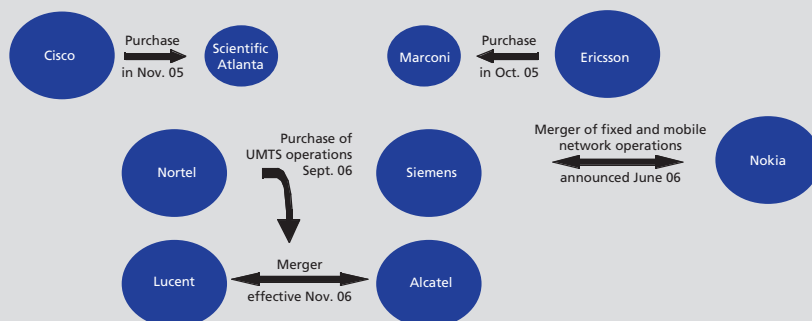 Cisco
Purchase
in Nov. 05
Scientific
Atlanta
Marconi
Purchase
in Oct. 05
Ericsson
Nortel
Purchase of
UMTS operations
Sept. 06
Siemens
Merger of fixed and mobile
network operations
announced June 06
Nokia
Lucent
Merger
effective Nov. 06
Alcatel